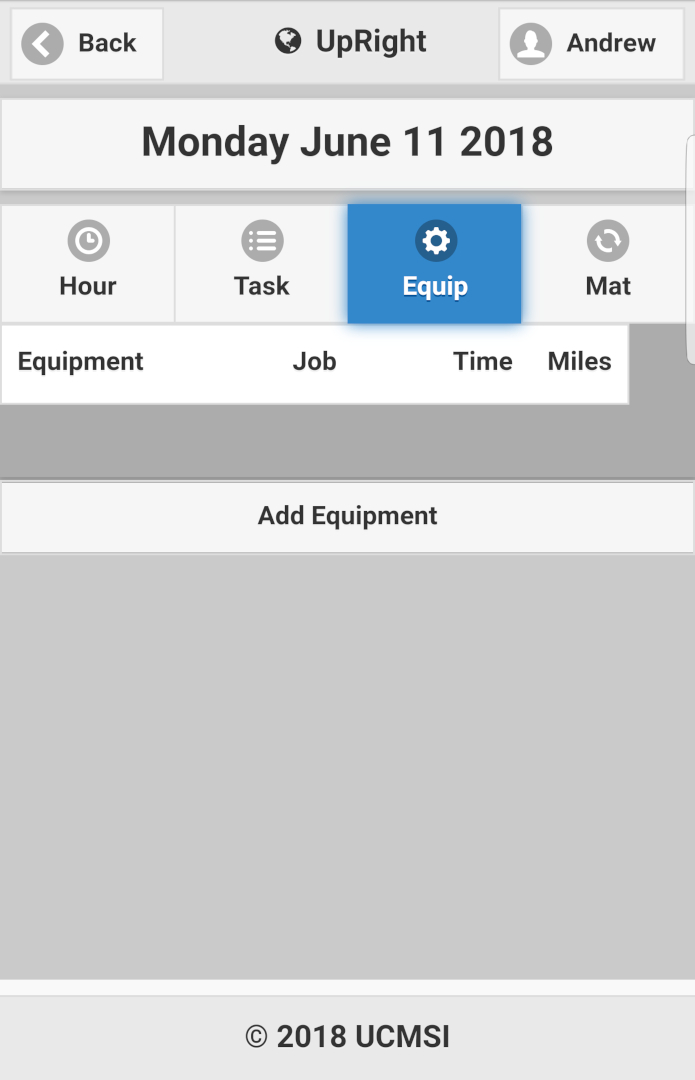 Back UpRight Andrew
Monday June 11 2018
Hour Task Equip Mat
Equipment Job Time Miles
Add Equipment
© 2018 UCMSI